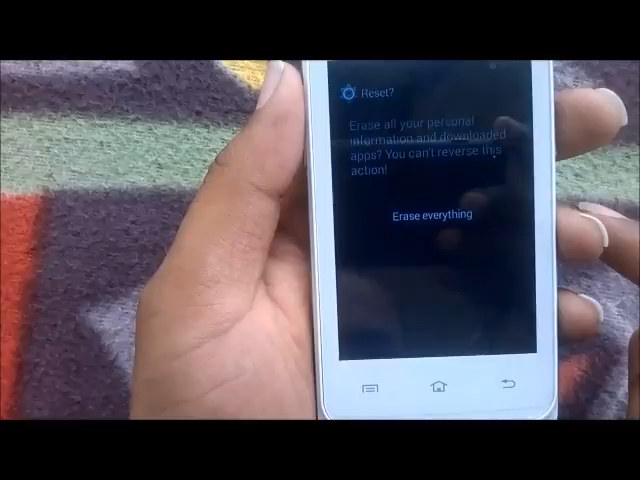 Reset?
Erase all your personal
information and downloaded
apps? You can't reverse this
action!
Erase everything